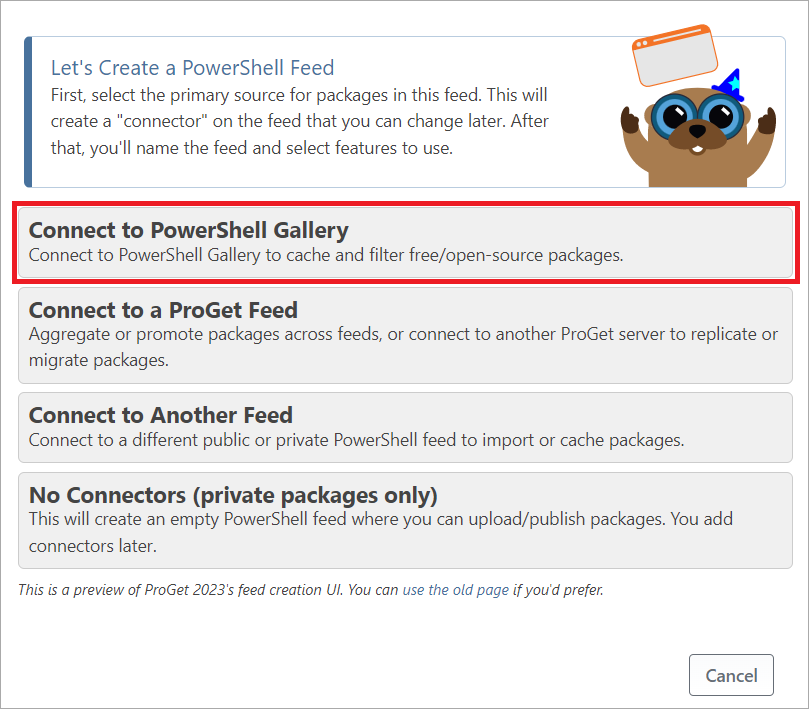 Let's Create a PowerShell Feed
First, select the primary source for packages in this feed. This will
create a "connector" on the feed that you can change later. After
that, you'll name the feed and select features to use.
Connect to PowerShell Gallery
Connect to PowerShell Gallery to cache and filter free/open-source packages.
Connect to a ProGet Feed
Aggregate or promote packages across feeds, or connect to another ProGet server to replicate or
migrate packages.
Connect to Another Feed
Connect to a different public or private PowerShell feed to import or cache packages.
No Connectors (private packages only)
This will create an empty PowerShell feed where you can upload/publish packages. You add
connectors later.
This is a preview of ProGet 2023's feed creation UI. You can use the old page if you'd prefer.
Cancel